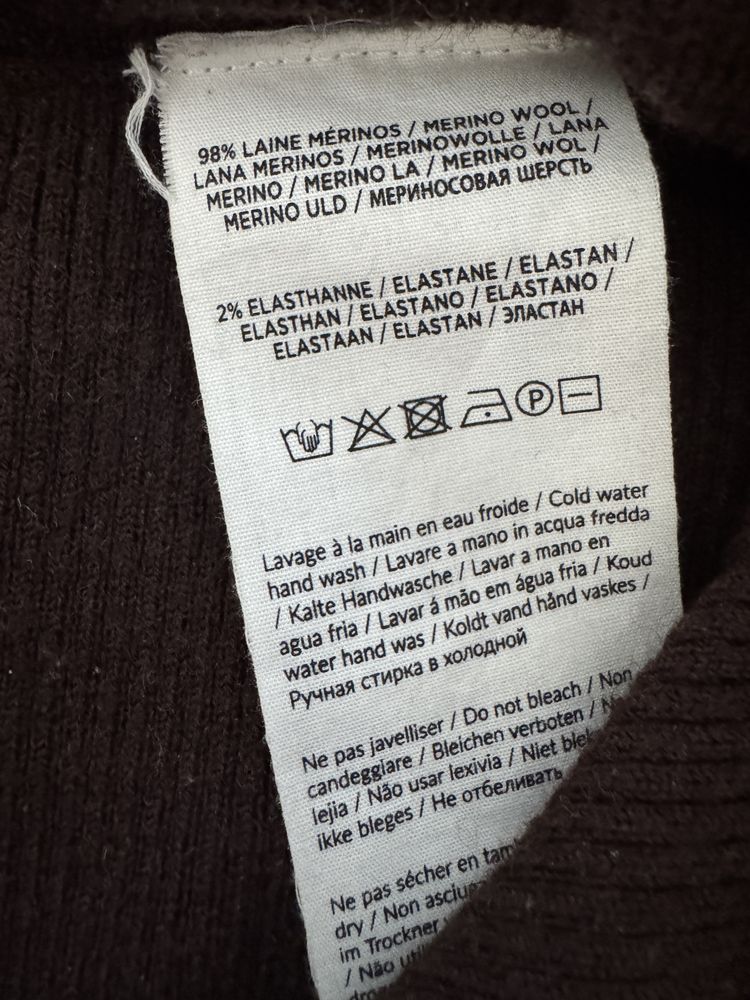 98% LAINE MÉRINOS / MERINO WOOL /
LANA MERINOS / MERINOWOLLE / LANA
MERINO / MERINO LA / MERINO WOL /
MERINO ULD / МЕРИНОСОВАЯ ШЕРСТЬ
2% ELASTHANNE / ELASTANE / ELASTAN /
ELASTHAN / ELASTANO / ELASTANO /
ELASTAAN / ELASTAN / ЭЛАСТАН
P
Lavage à la main en eau froide / Cold water
hand wash / Lavare a mano in acqua fredda
/ Kalte Handwasche / Lavar a mano en
agua fria / Lavar á mão em água fria / Koud
water hand was / Koldt vand hånd vaskes /
Ручная стирка в холодной
Ne pas javelliser / Do not bleach / Non
candeggiare / Bleichen verboten /
lejia / Não usar lexivia / Niet
ikke bleges / Не отбеливать
Ne pas sécher en
dry / Non
im Trockner
/ Não